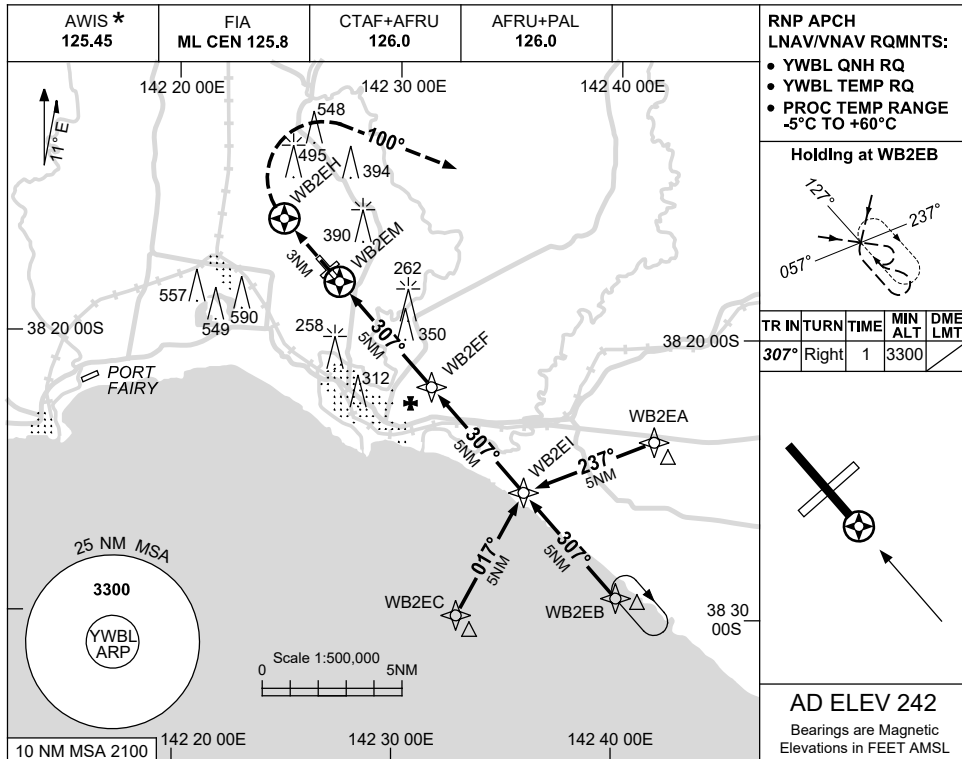 AWIS *
125.45
FIA
ML CEN 125.8
CTAF+AFRU
126.0
AFRU+PAL
126.0
RNP APCH
LNAV/VNAV RQMNTS:
• YWBL QNH RQ
• YWBL TEMP RQ
• PROC TEMP RANGE
-5°C TO +60°C
Holding at WB2EB
127°
237°
057°
TR IN TURN TIME MIN ALT DME LMT
307° Right 1 3300
142 20 00E
142 30 00E
142 40 00E
11° E
548
100°
495
394
WB2EH
390
WB2EM
3NM
262
557
549
590
350
38 20 00S
38 20 00S
258
307°
5NM
WB2EF
312
PORT
FAIRY
WB2EA
WB2EI
307°
5NM
237°
5NM
017°
5NM
307°
5NM
WB2EC
WB2EB
38 30
00S
25 NM MSA
3300
YWBL
ARP
Scale 1:500,000
0
5NM
10 NM MSA 2100
142 20 00E
142 30 00E
142 40 00E
AD ELEV 242
Bearings are Magnetic
Elevations in FEET AMSL